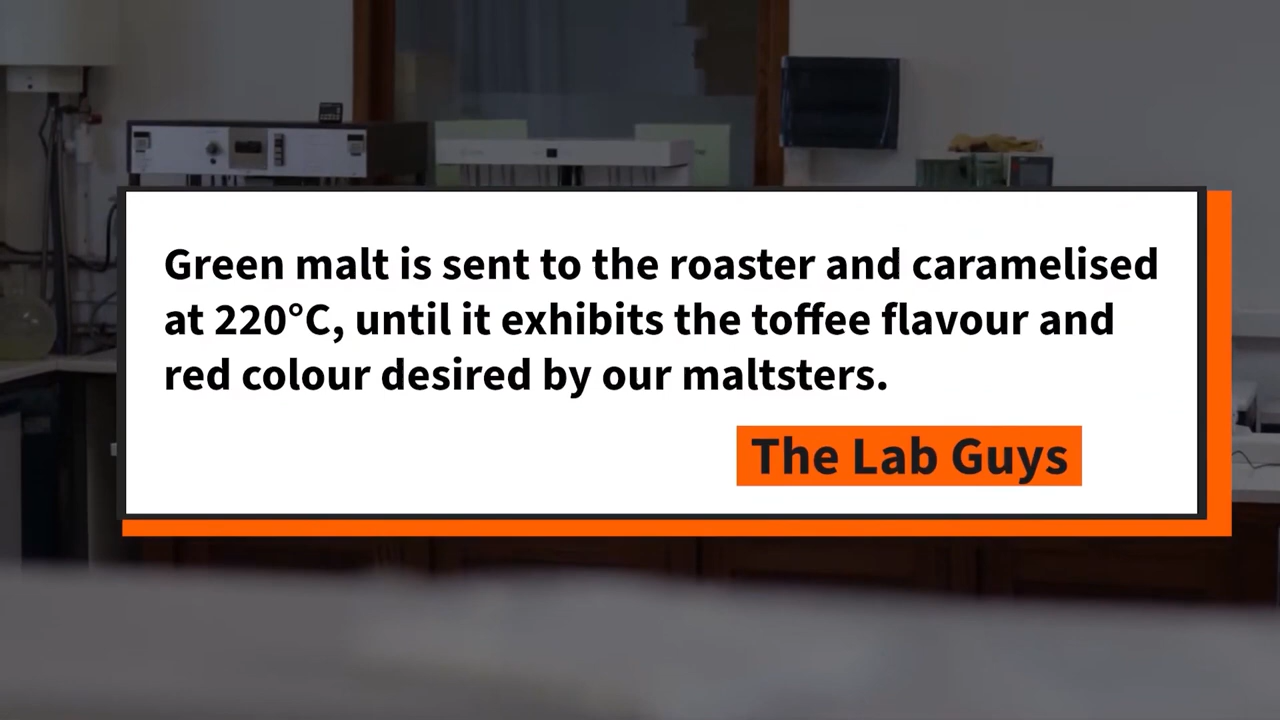 Green malt is sent to the roaster and caramelised
at 220°C, until it exhibits the toffee flavour and
red colour desired by our maltsters.
The Lab Guys